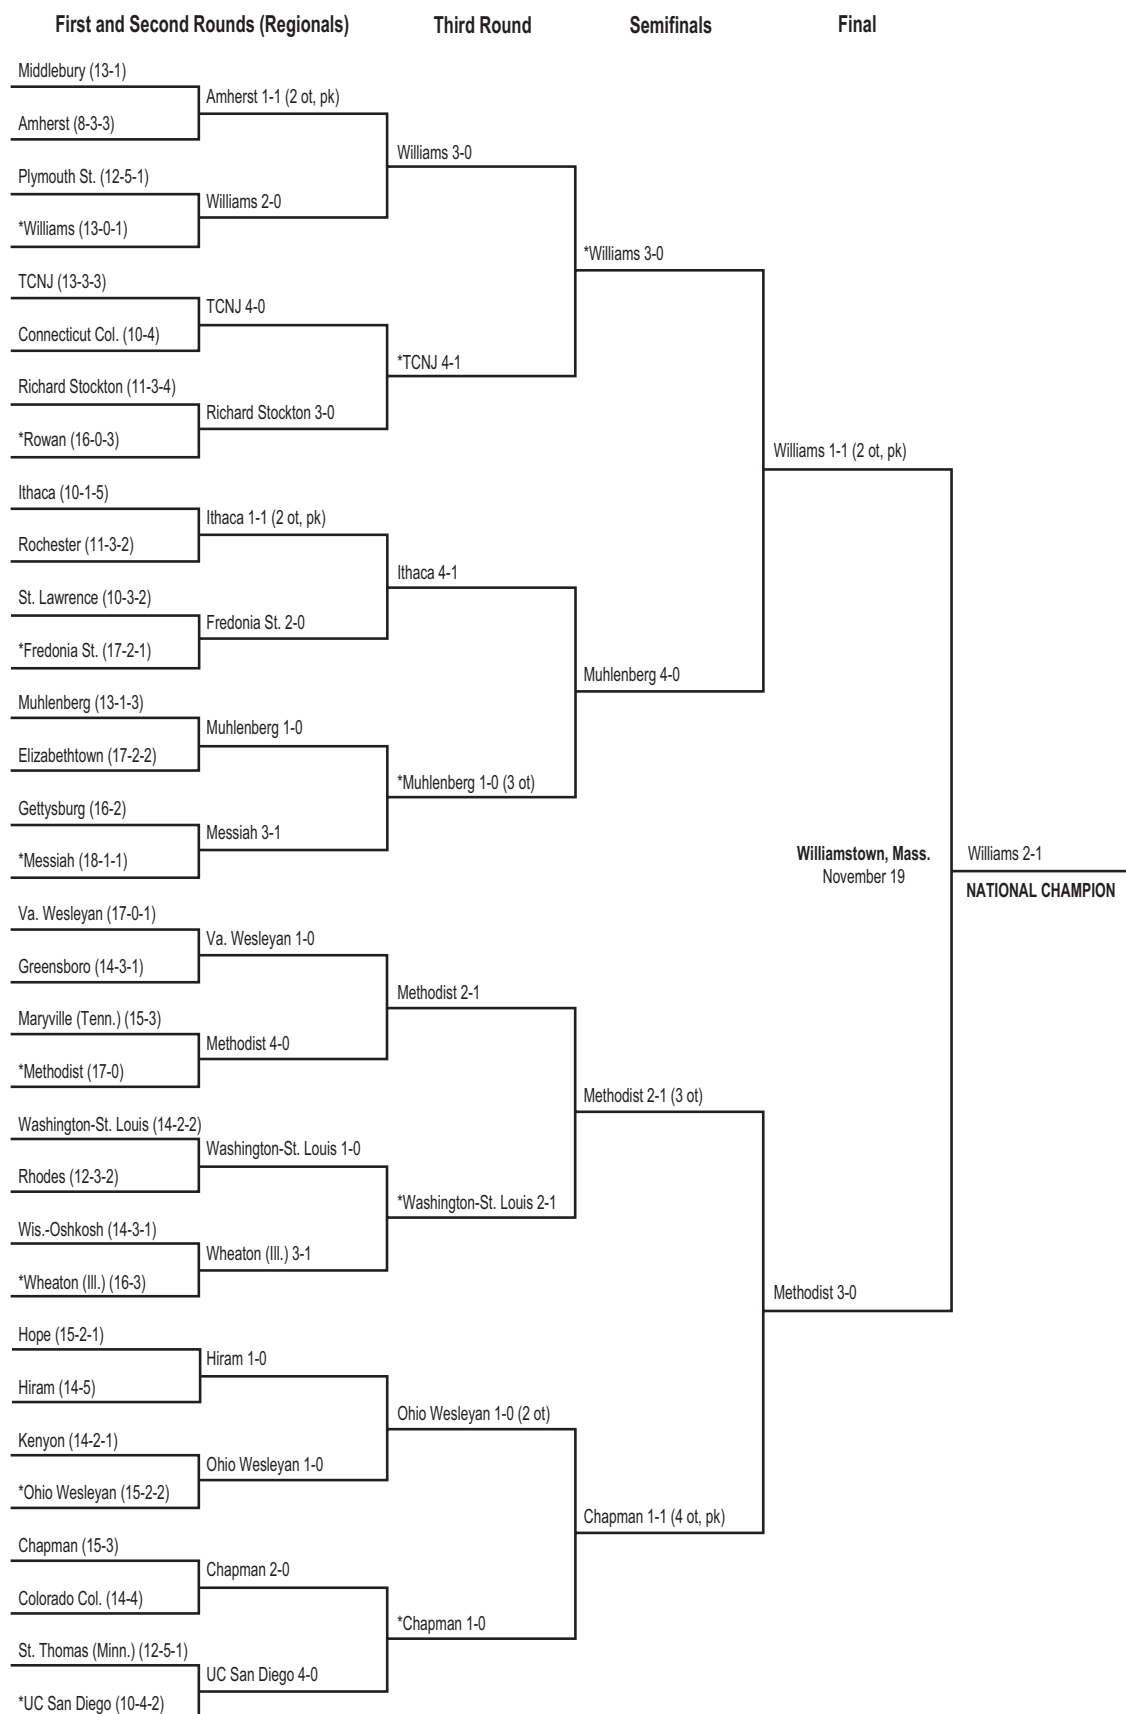 First and Second Rounds (Regionals)
Third Round
Semifinals
Final
Middlebury (13-1)
Amherst (8-3-3)
Plymouth St. (12-5-1)
*Williams (13-0-1)
TCNJ (13-3-3)
Connecticut Col. (10-4)
Richard Stockton (11-3-4)
*Rowan (16-0-3)
Ithaca (10-1-5)
Rochester (11-3-2)
St. Lawrence (10-3-2)
*Fredonia St. (17-2-1)
Muhlenberg (13-1-3)
Elizabethtown (17-2-2)
Gettysburg (16-2)
*Messiah (18-1-1)
Va. Wesleyan (17-0-1)
Greensboro (14-3-1)
Maryville (Tenn.) (15-3)
*Methodist (17-0)
Washington-St. Louis (14-2-2)
Rhodes (12-3-2)
Wis.-Oshkosh (14-3-1)
*Wheaton (Ill.) (16-3)
Hope (15-2-1)
Hiram (14-5)
Kenyon (14-2-1)
*Ohio Wesleyan (15-2-2)
Chapman (15-3)
Colorado Col. (14-4)
St. Thomas (Minn.) (12-5-1)
*UC San Diego (10-4-2)
Amherst 1-1 (2 ot, pk)
Williams 2-0
TCNJ 4-0
Richard Stockton 3-0
Ithaca 1-1 (2 ot, pk)
Fredonia St. 2-0
Muhlenberg 1-0
Messiah 3-1
Va. Wesleyan 1-0
Methodist 4-0
Washington-St. Louis 1-0
Wheaton (Ill.) 3-1
Hiram 1-0
Ohio Wesleyan 1-0
Chapman 2-0
UC San Diego 4-0
Williams 3-0
*TCNJ 4-1
Ithaca 4-1
*Muhlenberg 1-0 (3 ot)
Methodist 2-1
*Washington-St. Louis 2-1
Ohio Wesleyan 1-0 (2 ot)
*Chapman 1-0
*Williams 3-0
Muhlenberg 4-0
Methodist 2-1 (3 ot)
Chapman 1-1 (4 ot, pk)
Williams 1-1 (2 ot, pk)
Methodist 3-0
Williamstown, Mass.
November 19
Williams 2-1
NATIONAL CHAMPION